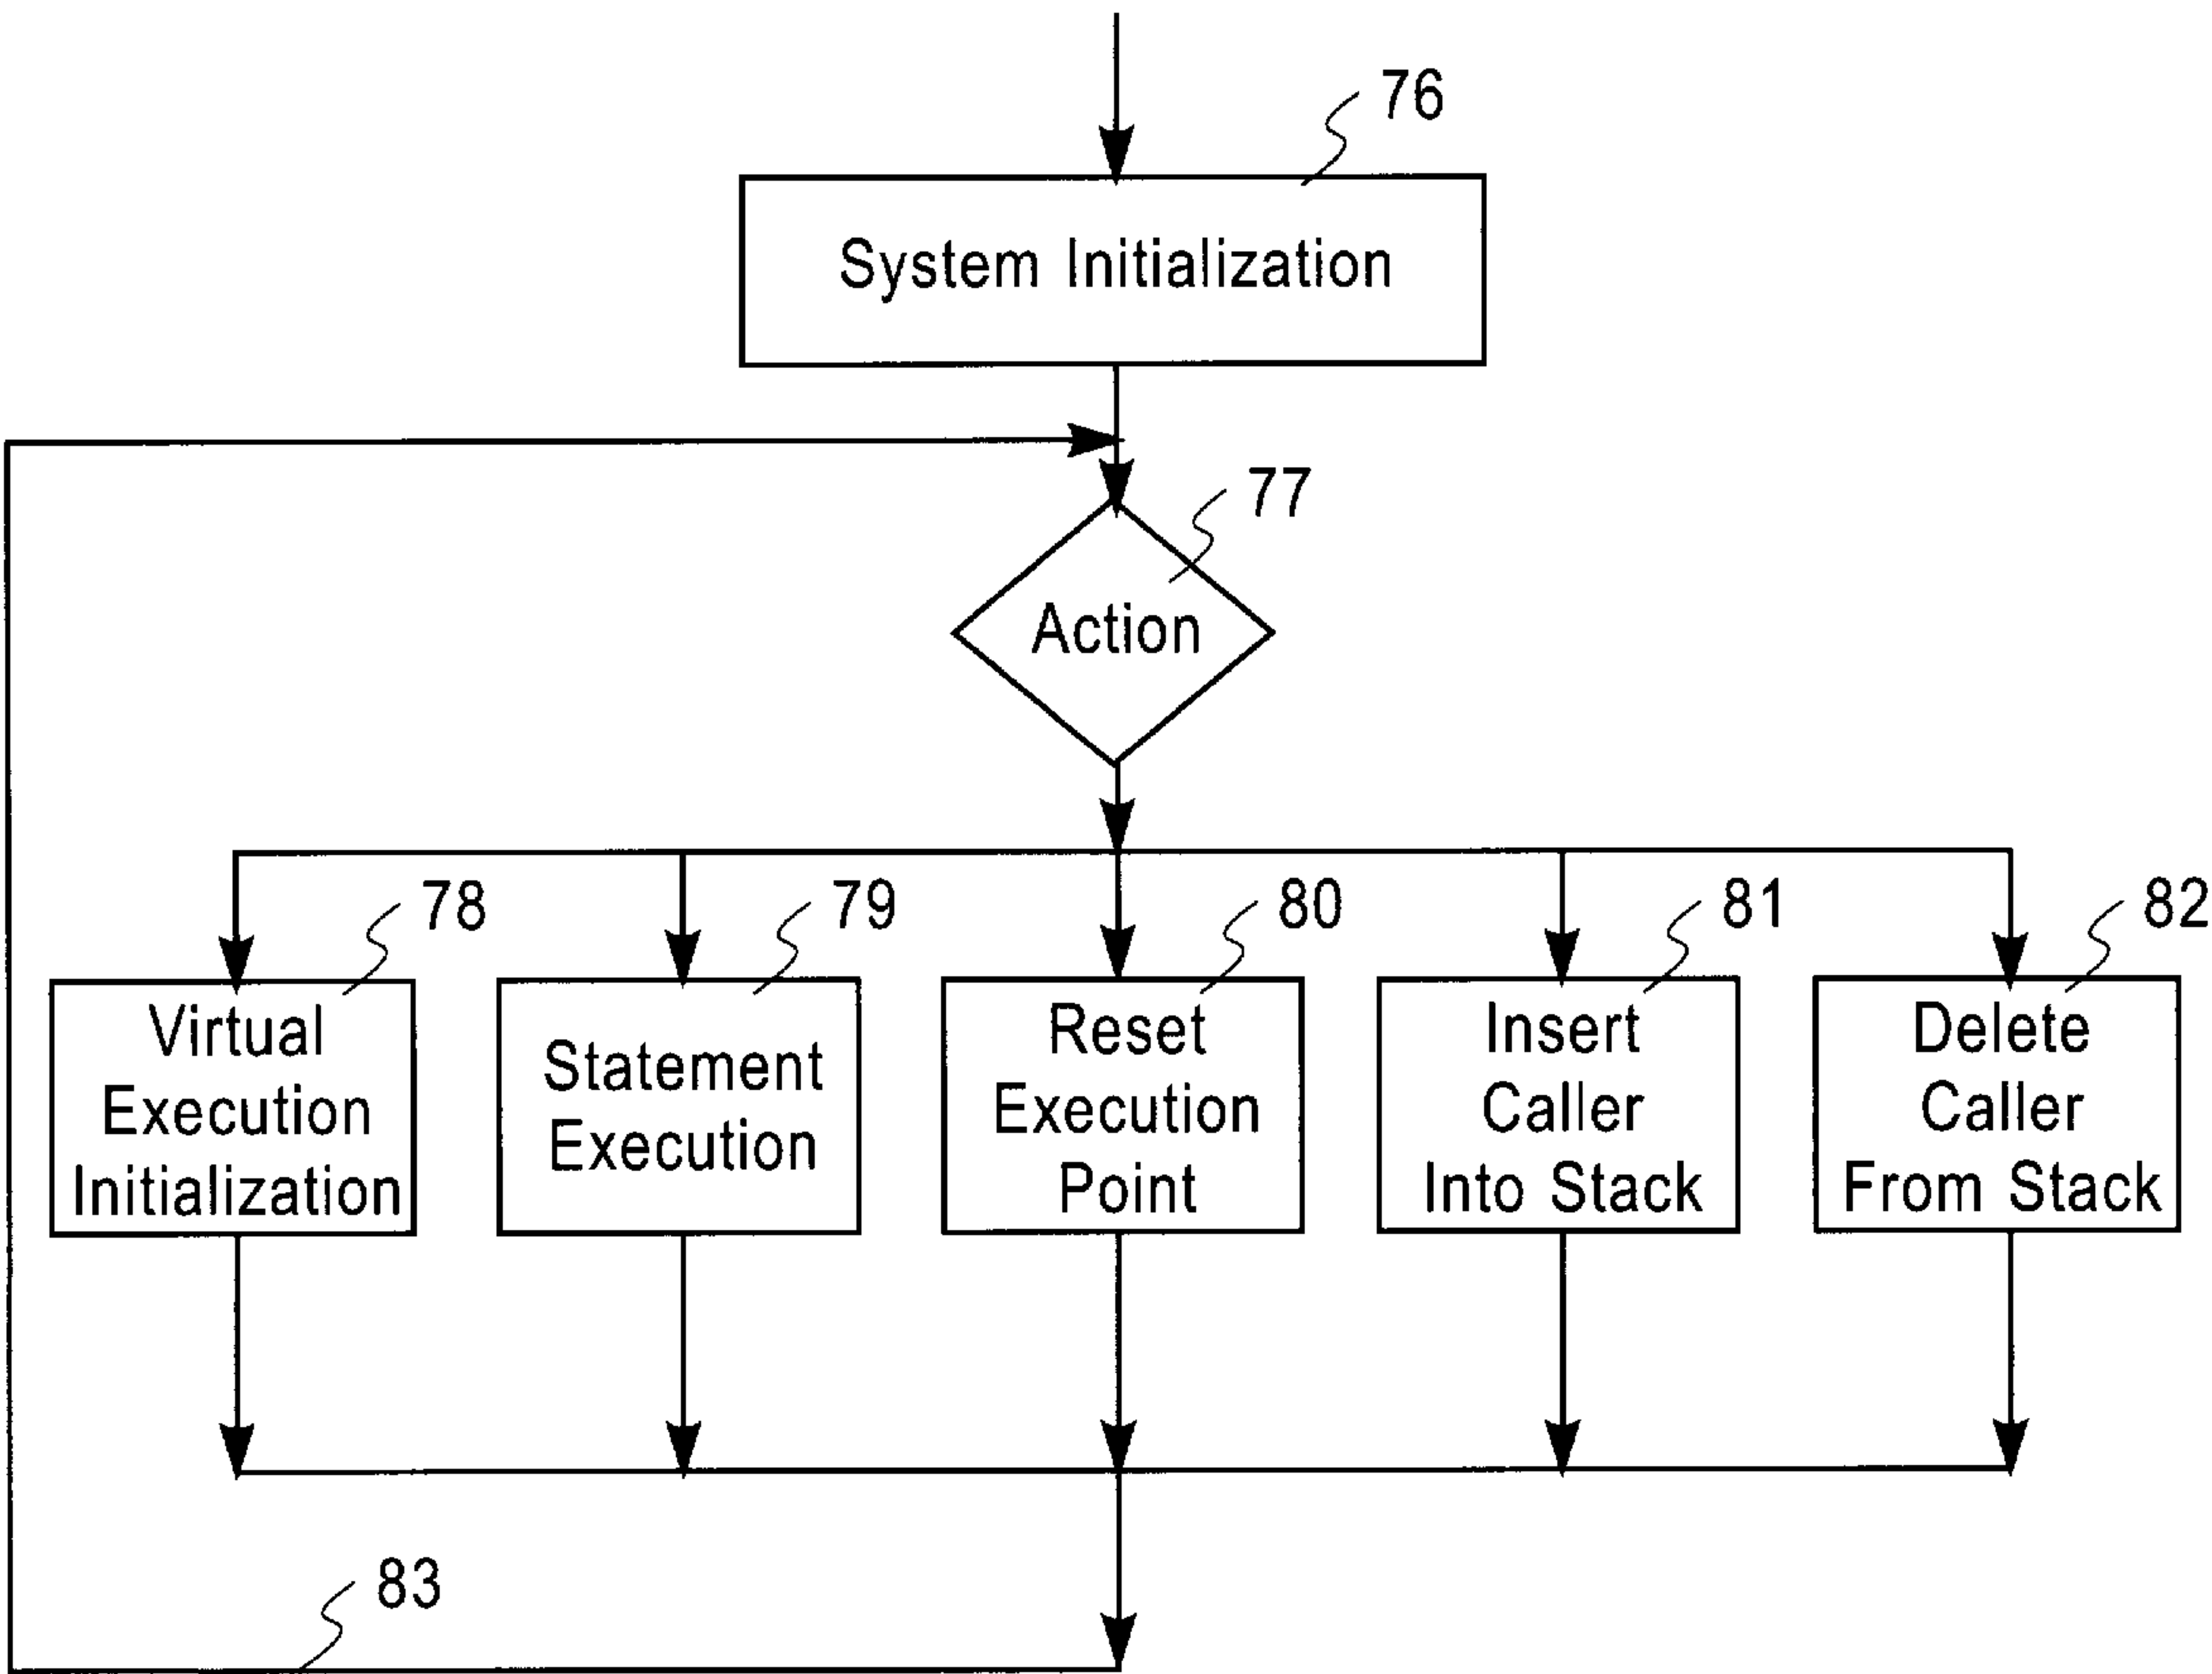 76
System Initialization
77
Action
78
Virtual
Execution
Initialization
79
Statement
Execution
80
Reset
Execution
Point
81
Insert
Caller
Into Stack
82
Delete
Caller
From Stack
83